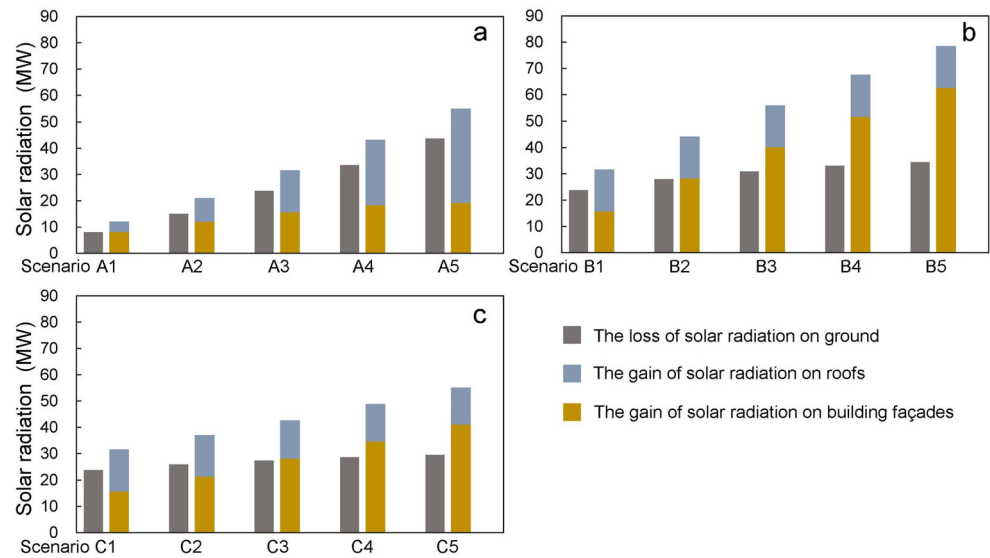 a
Solar radiation (MW)
90
80
70
60
50
40
30
20
10
0
Scenario A1 A2 A3 A4 A5
b
90
80
70
60
50
40
30
20
10
0
Scenario B1 B2 B3 B4 B5
c
Solar radiation (MW)
90
80
70
60
50
40
30
20
10
0
Scenario C1 C2 C3 C4 C5
The loss of solar radiation on ground
The gain of solar radiation on roofs
The gain of solar radiation on building façades